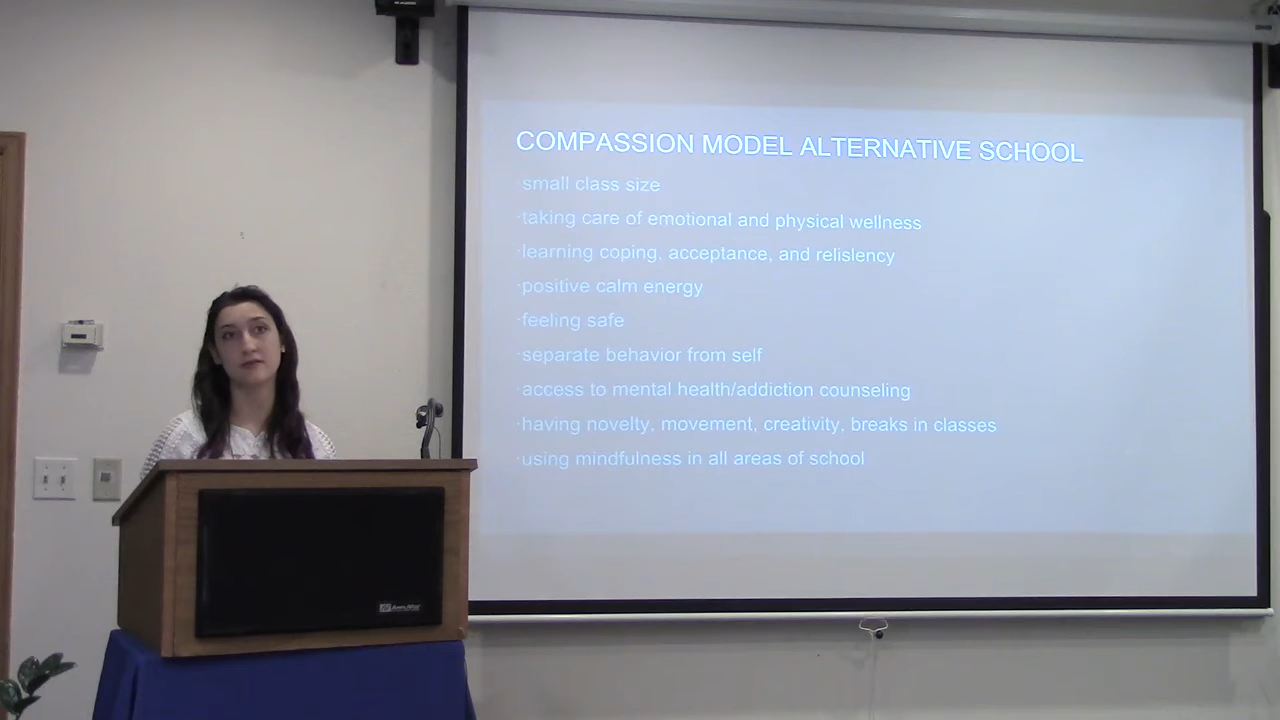 COMPASSION MODEL ALTERNATIVE SCHOOL
·small class size
·taking care of emotional and physical wellness
·learning coping, acceptance, and relislency
·positive calm energy
·feeling safe
·separate behavior from self
·access to mental health/addiction counseling
·having novelty, movement, creativity, breaks in classes
·using mindfulness in all areas of school